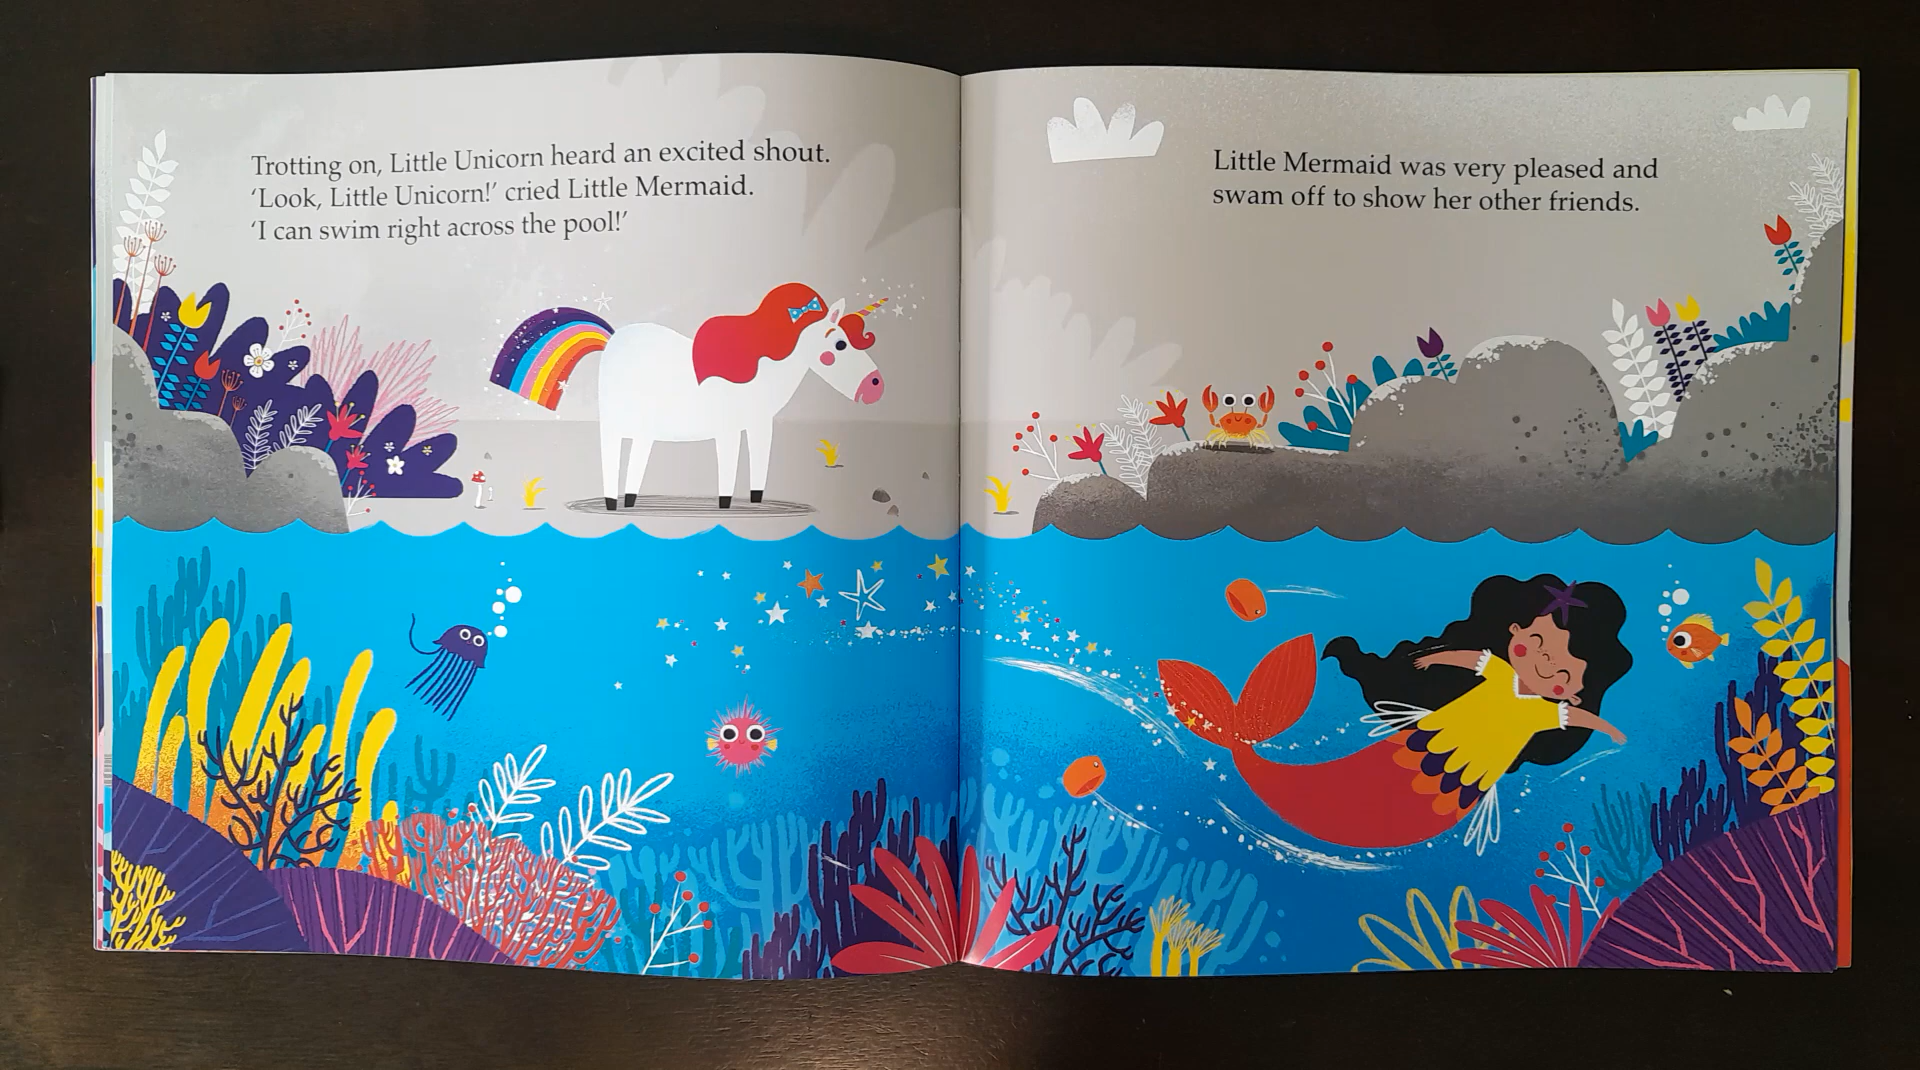 Trotting on, Little Unicorn heard an excited shout.
‘Look, Little Unicorn!’ cried Little Mermaid.
‘I can swim right across the pool!’
Little Mermaid was very pleased and
swam off to show her other friends.